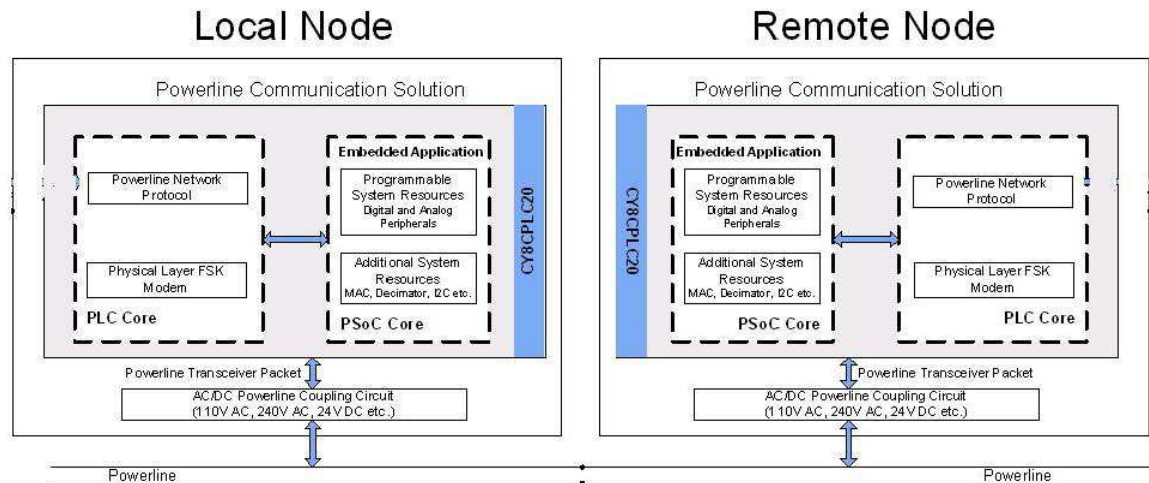 Local Node
Powerline Communication Solution
Powerline Network
Protocol
Physical Layer FSK
Modem
PLC Core
Embedded Application
Programmable
System Resources
Digital and Analog
Peripherals
Additional System
Resources
MAC, Decimator, I2C etc.
PSoC Core
CY8CPLC20
Powerline Transceiver Packet
AC/DC Powerline Coupling Circuit
(110V AC, 240V AC, 24V DC etc.)
Powerline
Remote Node
Powerline Communication Solution
CY8CPLC20
Embedded Application
Programmable
System Resources
Digital and Analog
Peripherals
Additional System
Resources
MAC, Decimator, I2C etc.
PSoC Core
Powerline Network
Protocol
Physical Layer FSK
Modem
PLC Core
Powerline Transceiver Packet
AC/DC Powerline Coupling Circuit
(110V AC, 240V AC, 24V DC etc.)
Powerline